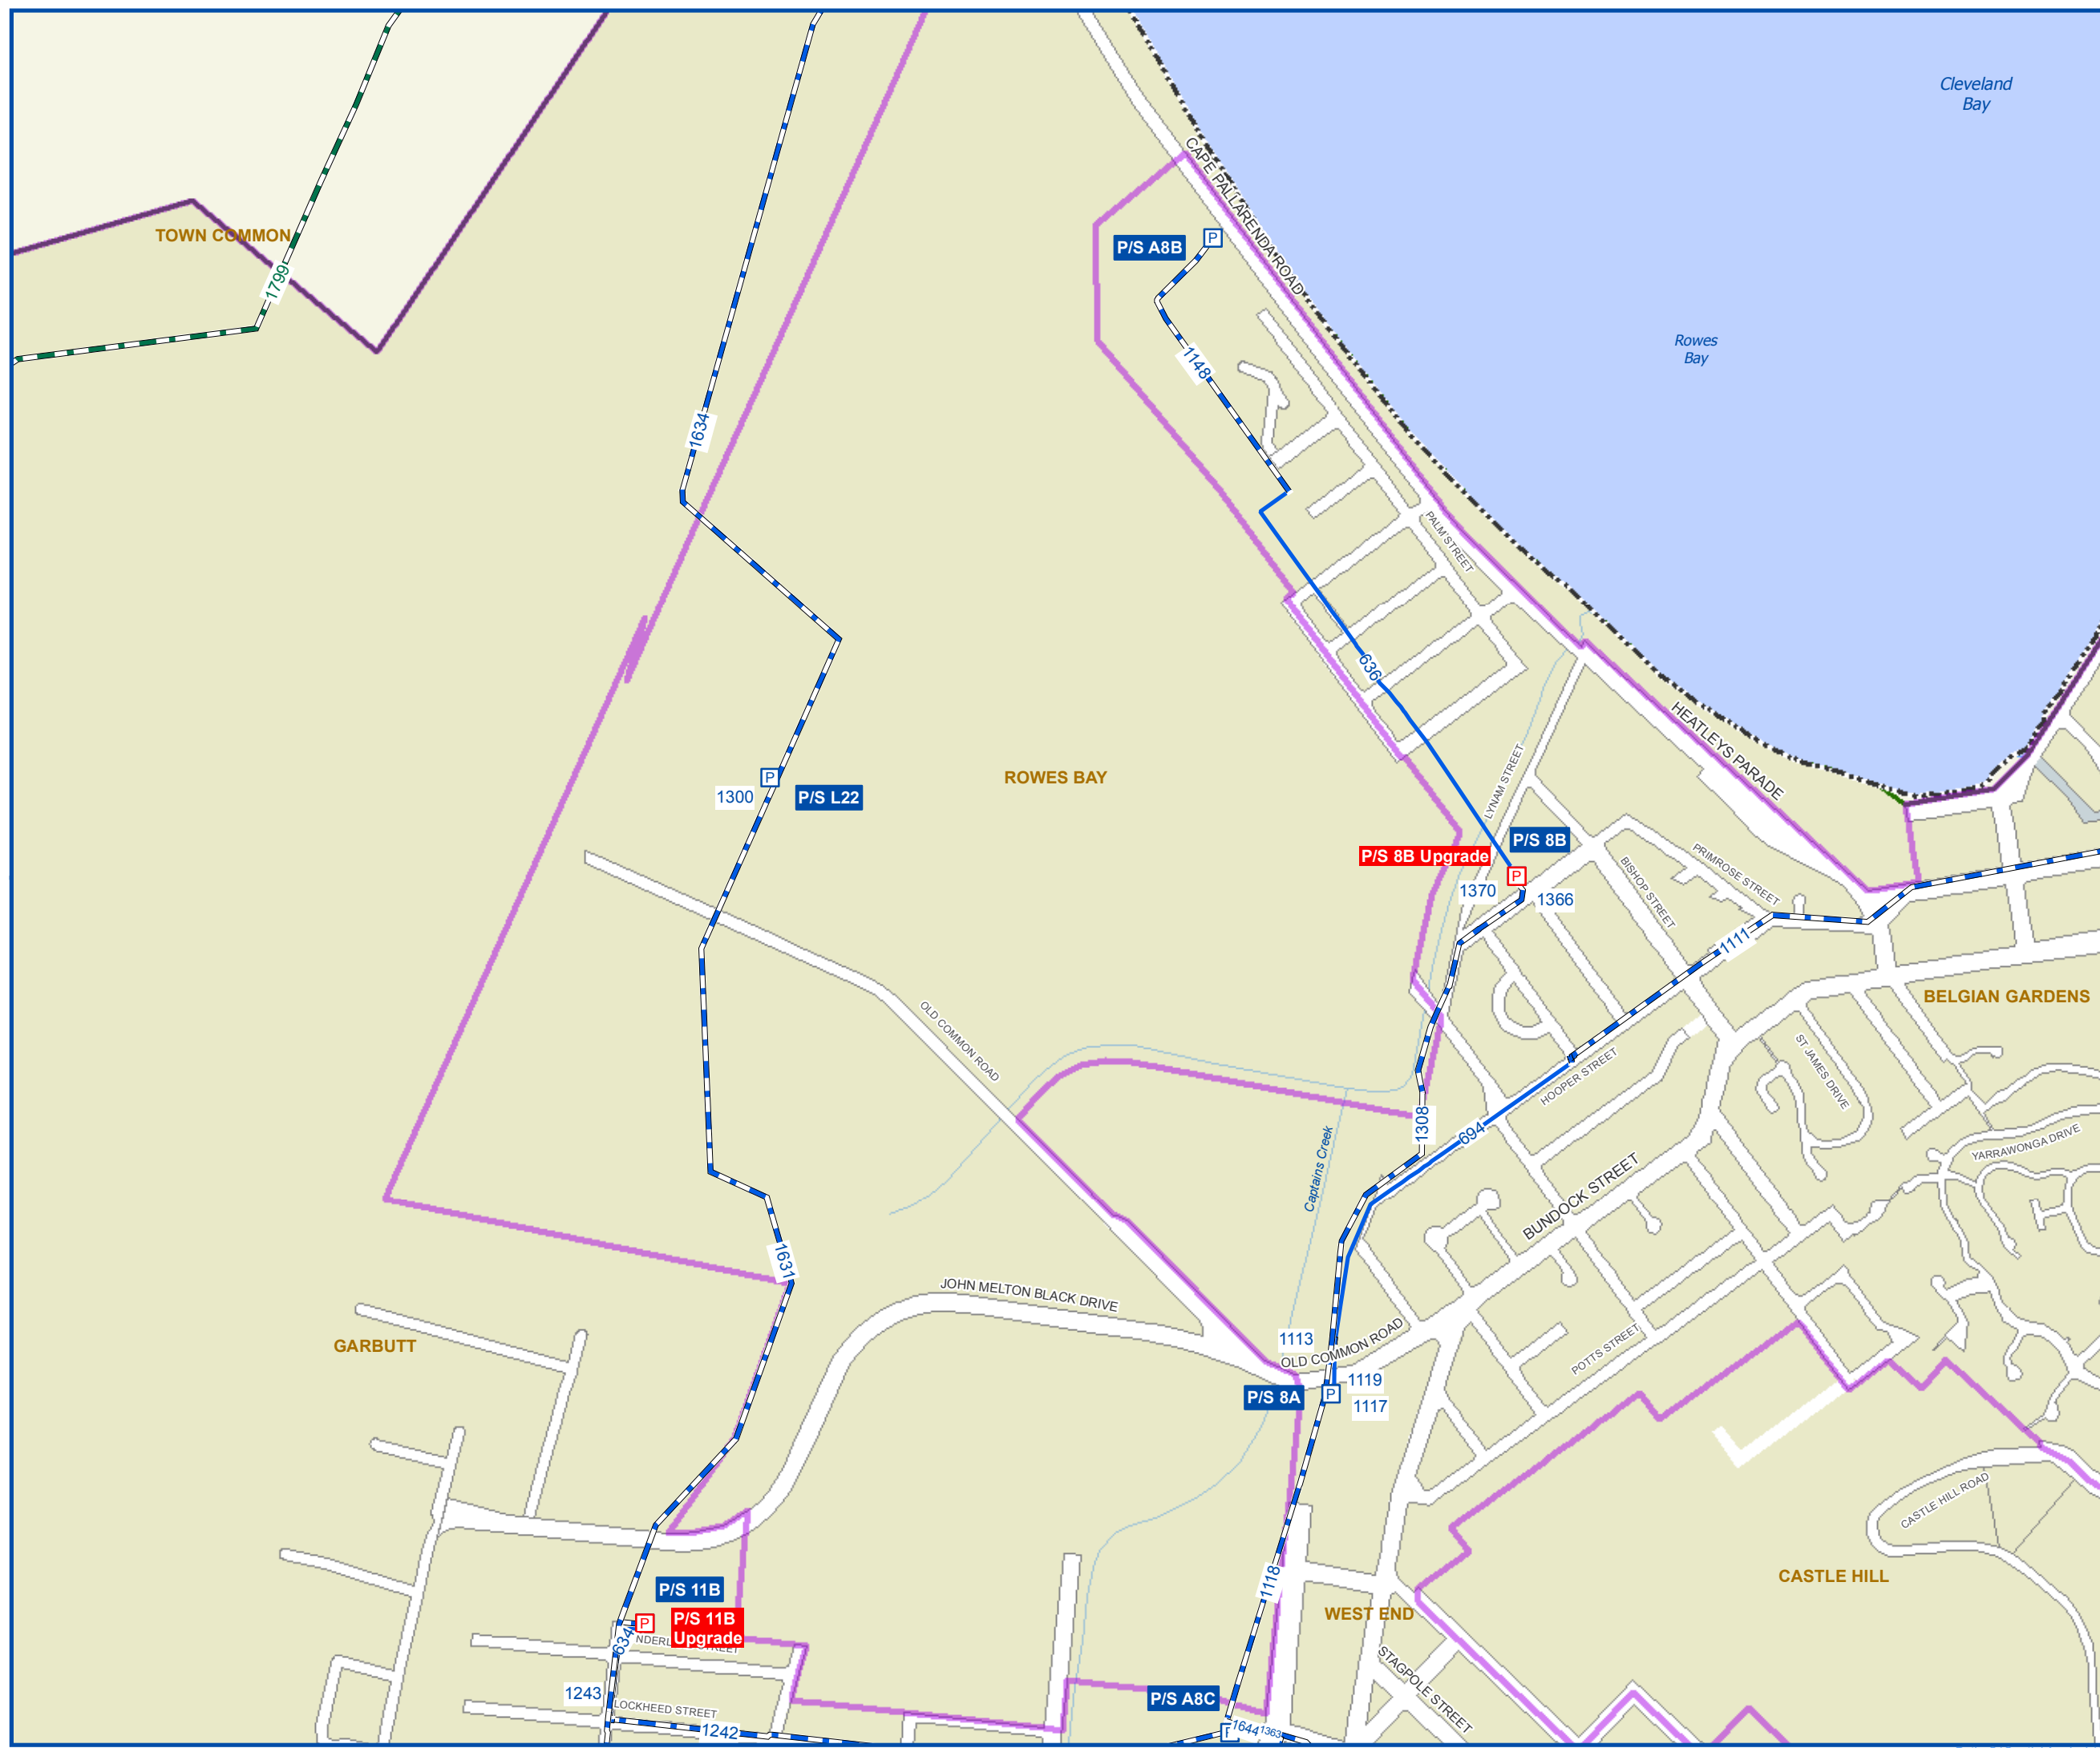 Cleveland
Bay
CAPE PALLARENDA ROAD
TOWN COMMON
P/S A8B
P
1799
Rowes
Bay
1148
1634
PALM STREET
636
HEATLEYS PARADE
ROWES BAY
P
1300
P/S L22
LYNAM STREET
P/S 8B
P/S 8B Upgrade
P
1370
1366
BISHOP STREET
PRIMROSE STREET
1111
BELGIAN GARDENS
OLD COMMON ROAD
ST JAMES DRIVE
HOOPER STREET
1308
694
Captains Creek
YARRAWONGA DRIVE
BUNDOCK STREET
1631
JOHN MELTON BLACK DRIVE
GARBUTT
1113
OLD COMMON ROAD
POTTS STREET
1119
P/S 8A
P
1117
CASTLE HILL ROAD
1118
CASTLE HILL
P/S 11B
WEST END
P
P/S 11B
Upgrade
634
STREET
STAGPOLE STREET
1243
P/S A8C
LOCKHEED STREET
1242
1644
1363